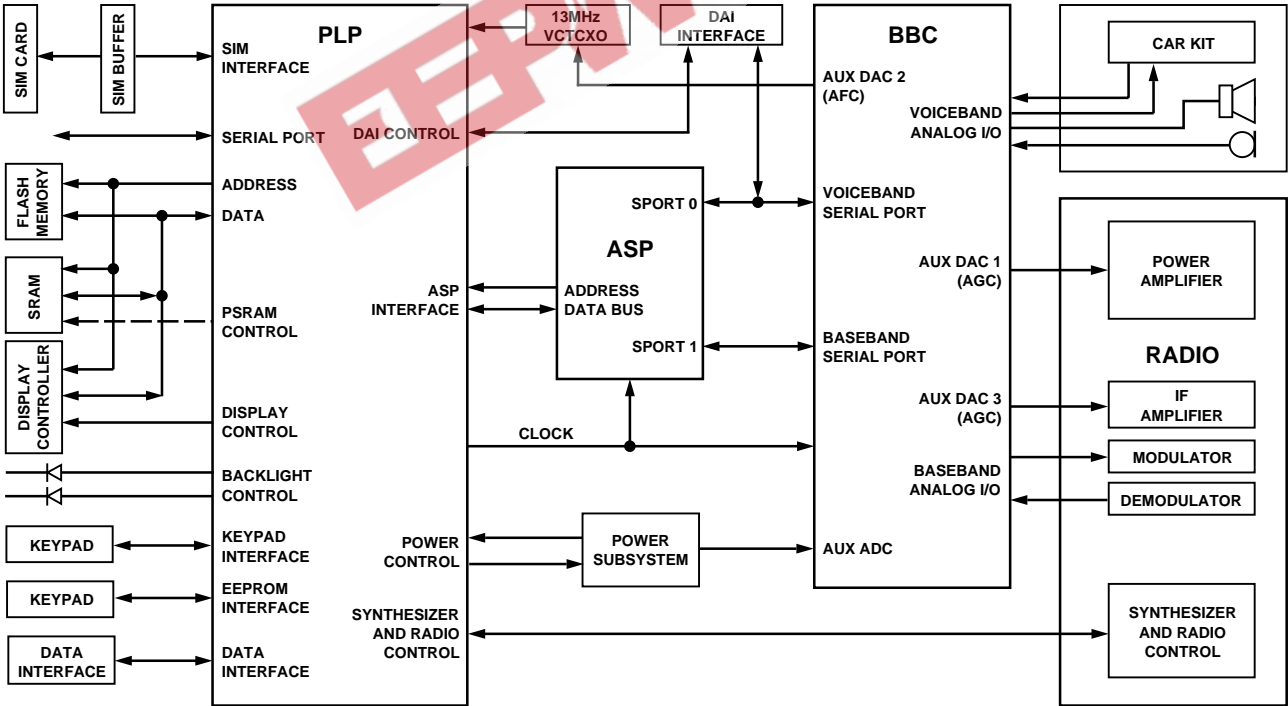 PLP
BBC
13MHz
VCTCXO
DAI
INTERFACE
CAR KIT
SIM CARD
SIM BUFFER
SIM
INTERFACE
AUX DAC 2
(AFC)
VOICEBAND
ANALOG I/O
SERIAL PORT
DAI CONTROL
FLASH
MEMORY
ADDRESS
DATA
SPORT 0
VOICEBAND
SERIAL PORT
ASP
AUX DAC 1
(AGC)
POWER
AMPLIFIER
SRAM
ASP
INTERFACE
ADDRESS
DATA BUS
PSRAM
CONTROL
SPORT 1
BASEBAND
SERIAL PORT
RADIO
DISPLAY
CONTROLLER
DISPLAY
CONTROL
AUX DAC 3
(AGC)
IF
AMPLIFIER
CLOCK
BACKLIGHT
CONTROL
BASEBAND
ANALOG I/O
MODULATOR
DEMODULATOR
KEYPAD
KEYPAD
INTERFACE
POWER
CONTROL
POWER
SUBSYSTEM
AUX ADC
KEYPAD
EEPROM
INTERFACE
SYNTHESIZER
AND RADIO
CONTROL
SYNTHESIZER
AND RADIO
CONTROL
DATA
INTERFACE
DATA
INTERFACE